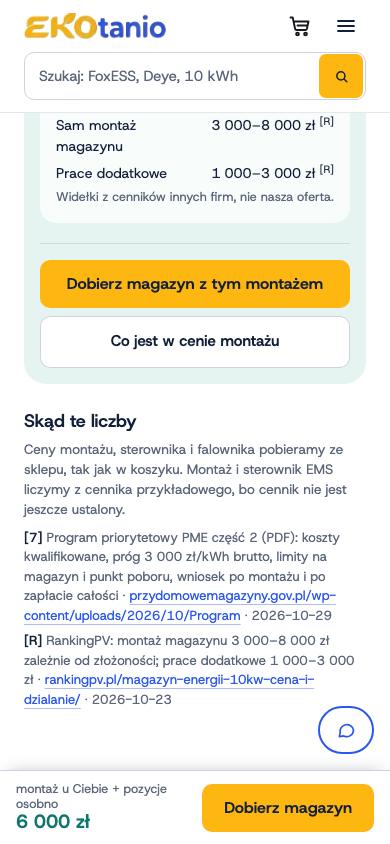 EKOtanio
Szukaj: FoxESS, Deye, 10 kWh
Sam montaż 3 000–8 000 zł [R]
magazynu
Prace dodatkowe 1 000–3 000 zł [R]
Widełki z cenników innych firm, nie nasza oferta.
Dobierz magazyn z tym montażem
Co jest w cenie montażu
Skąd te liczby
Ceny montażu, sterownika i falownika pobieramy ze
sklepu, tak jak w koszyku. Montaż i sterownik EMS
liczymy z cennika przykładowego, bo cennik nie jest
jeszcze ustalony.
[7] Program priorytetowy PME część 2 (PDF): koszty
kwalifikowane, próg 3 000 zł/kWh brutto, limity na
magazyn i punkt poboru, wniosek po montażu i po
zapłacie całości · przydomowemagazyny.gov.pl/wp-
content/uploads/2026/10/Program · 2026-10-29
[R] RankingPV: montaż magazynu 3 000–8 000 zł
zależnie od złożoności; prace dodatkowe 1 000–3 000
zł · rankingpv.pl/magazyn-energii-10kw-cena-i-
dzialanie/ · 2026-10-23
montaż u Ciebie + pozycje
osobno
6 000 zł
Dobierz magazyn